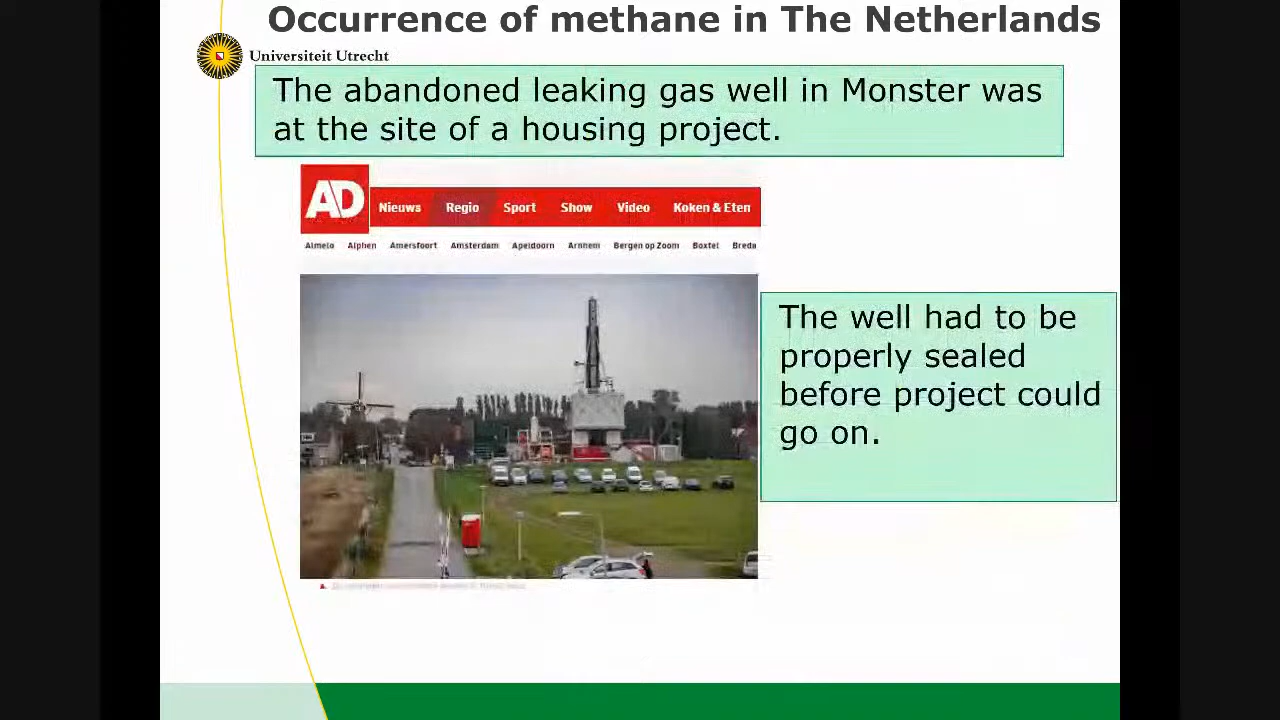 Occurrence of methane in The Netherlands
Universiteit Utrecht
The abandoned leaking gas well in Monster was
at the site of a housing project.
AD
Nieuws Regio Sport Show Video Koken & Eten
Almelo Alphen Amersfoort Amsterdam Apeldoorn Arnhem Bergen op Zoom Boxtel Breda
The well had to be
properly sealed
before project could
go on.